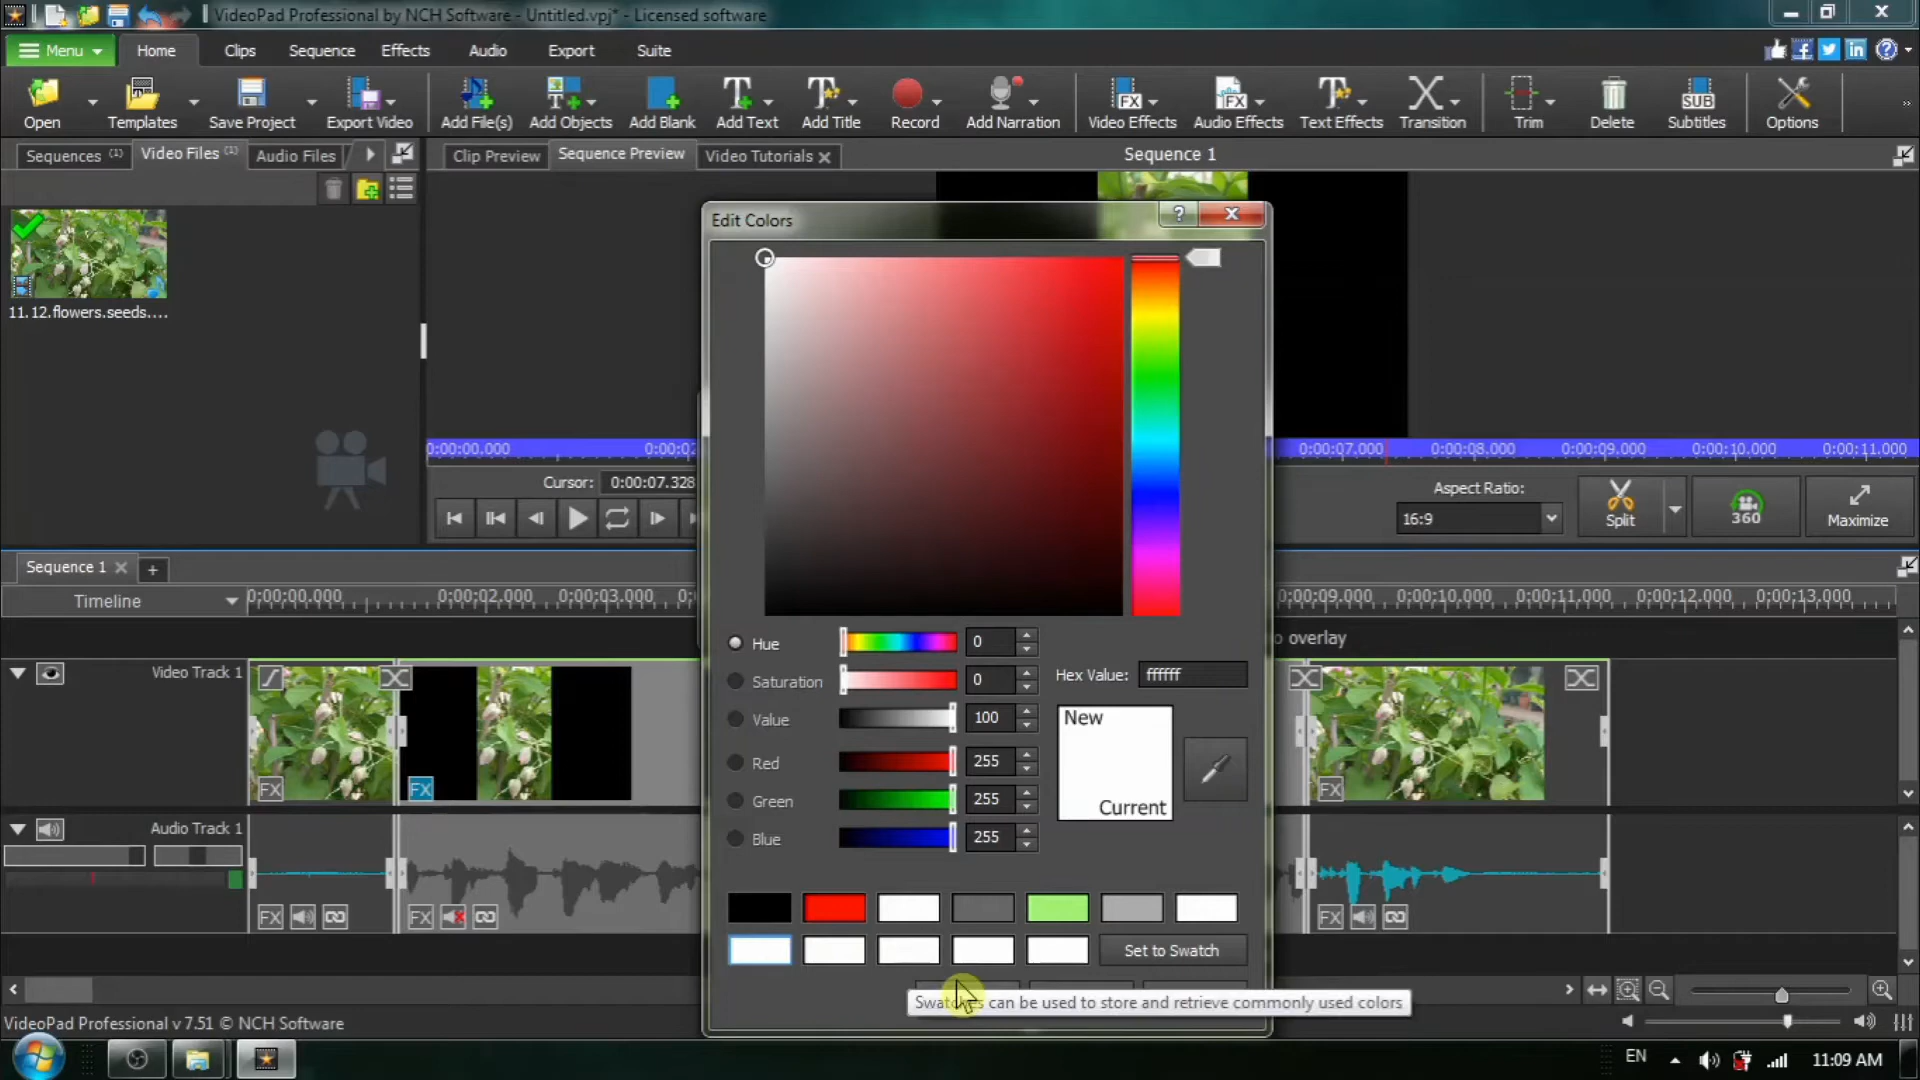 VideoPad Professional by NCH Software - Untitled.vpj* - Licensed software
Menu Home Clips Sequence Effects Audio Export Suite
Open Templates Save Project Export Video Add File(s) Add Objects Add Blank Add Text Add Title Record Add Narration Video Effects Audio Effects Text Effects Transition Trim Delete Subtitles Options
Sequences (1) Video Files (1) Audio Files Clip Preview Sequence Preview Video Tutorials Sequence 1
Edit Colors
11.12.flowers.seeds....
0:00:00.000 0:00:07.000 0:00:08.000 0:00:09.000 0:00:10.000 0:00:11.000
Cursor: 0:00:07.328
Aspect Ratio:
16:9
Split
360
Maximize
Sequence 1
Timeline 0;00;00.000 0;00;02.000 0;00;03.000 0;00;09.000 0;00;10.000 0;00;11.000 0;00;12.000 0;00;13.000
o overlay
Video Track 1
FX FX FX
Audio Track 1
FX FX FX
Hue 0
Saturation 0
Value 100
Red 255
Green 255
Blue 255
Hex Value: ffffff
New
Current
Set to Swatch
Swatches can be used to store and retrieve commonly used colors
VideoPad Professional v 7.51 © NCH Software
EN 11:09 AM